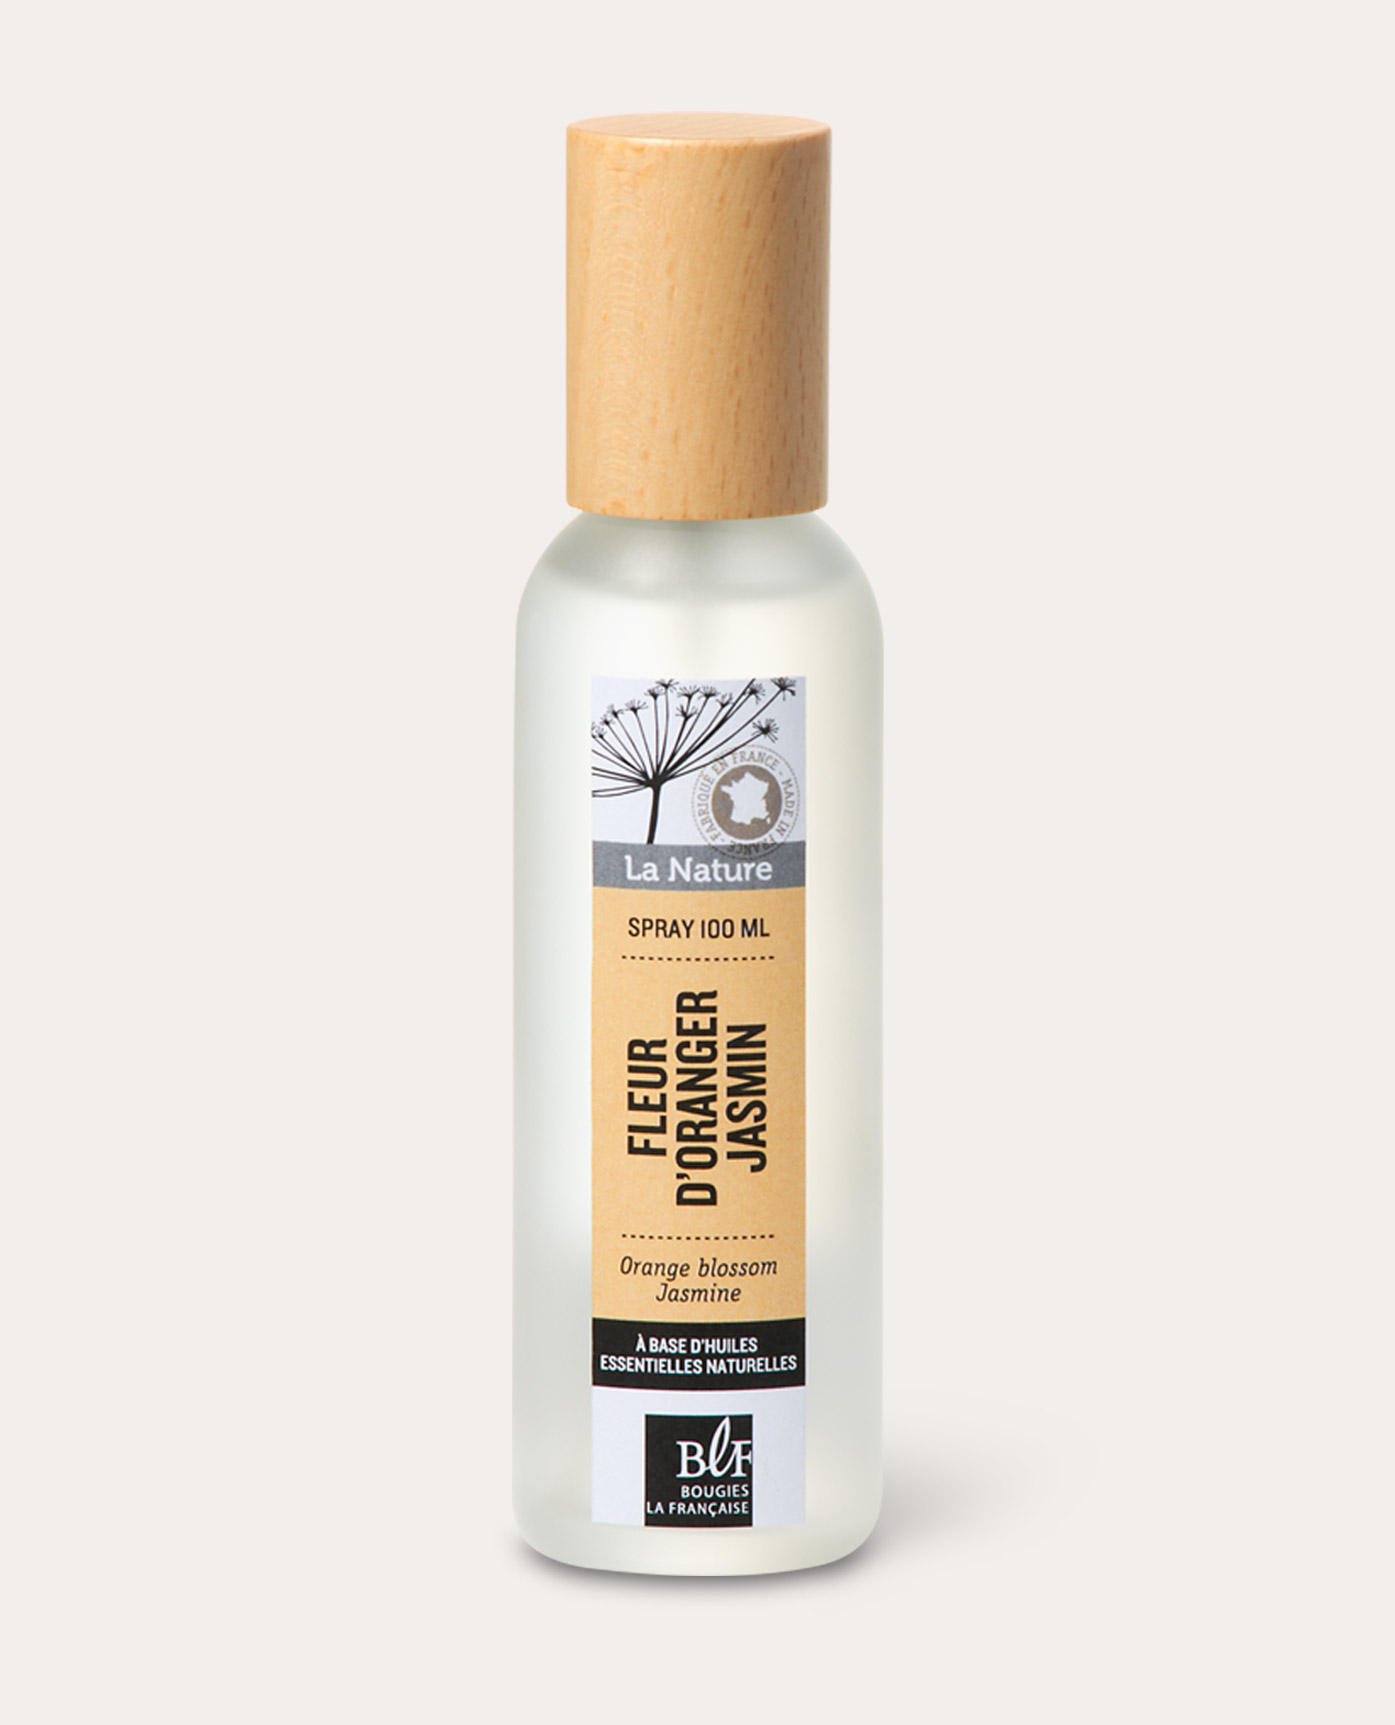 FABRIQUÉ EN FRANCE - MADE IN FRANCE -
La Nature
SPRAY 100 ML
FLEUR
D'ORANGER
JASMIN
Orange blossom
Jasmine
À BASE D'HUILES
ESSENTIELLES NATURELLES
BLF
BOUGIES
LA FRANÇAISE